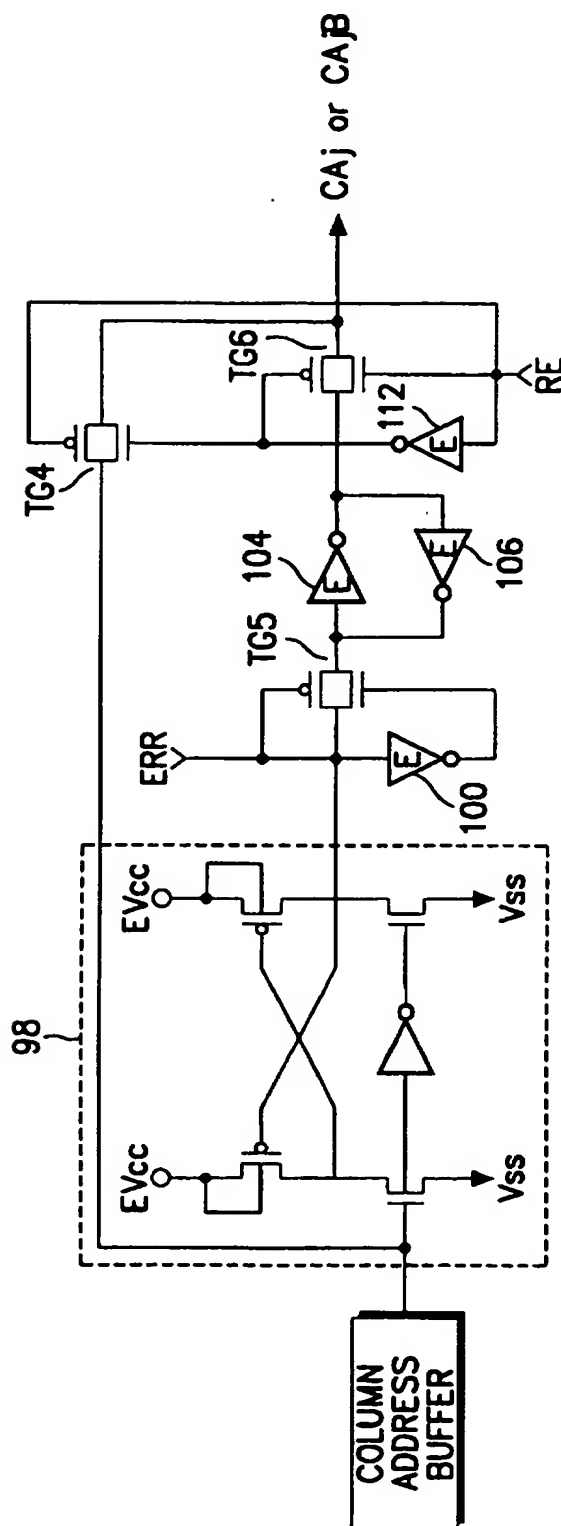 98
TG4
EVcc
EVcc
ERR
TG5
104
E
TG6
CAj or CAjB
E
100
E
106
E
112
RE
Vss
Vss
COLUMN
ADDRESS
BUFFER